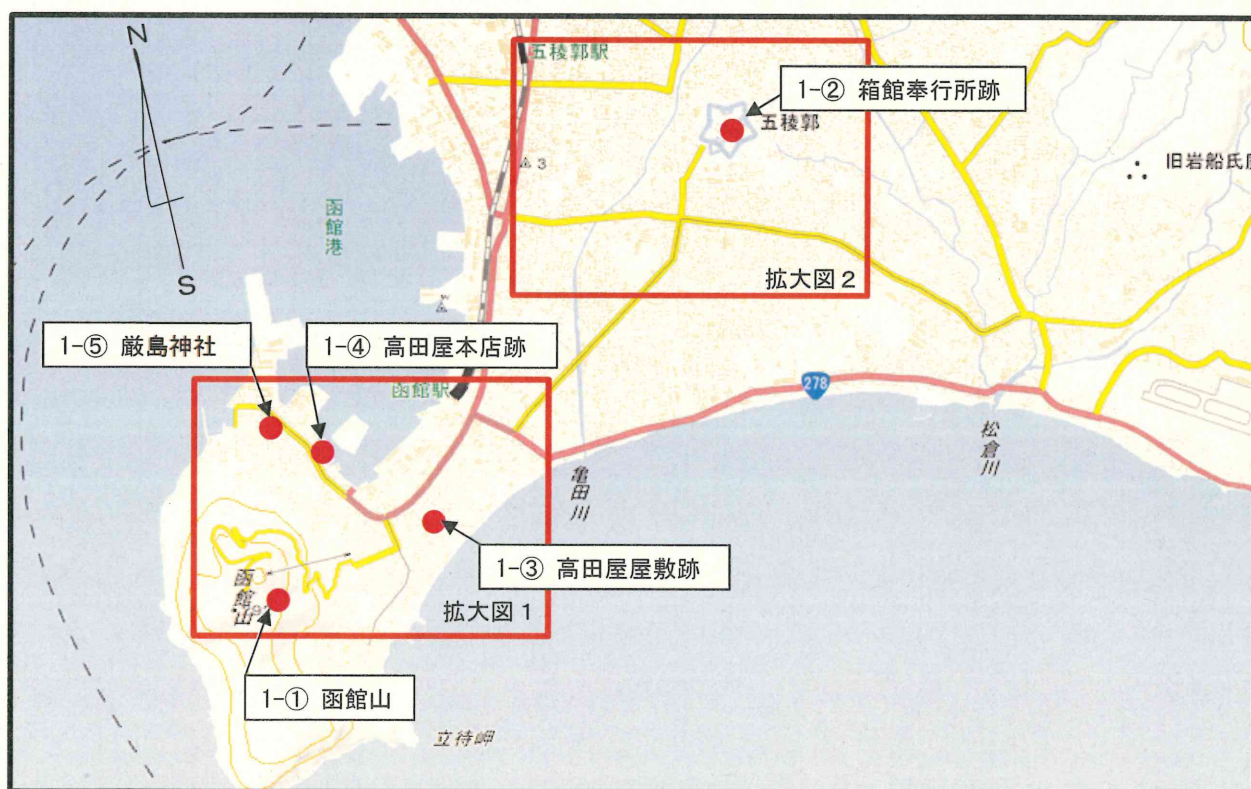 N
S
五稜郭駅
1-② 箱館奉行所跡
五稜郭
旧岩船氏
3
函館港
拡大図2
1-⑤ 厳島神社
1-④ 高田屋本店跡
函館駅
278
松倉川
亀田川
1-③ 高田屋屋敷跡
函館山
拡大図1
1-① 函館山
立待岬